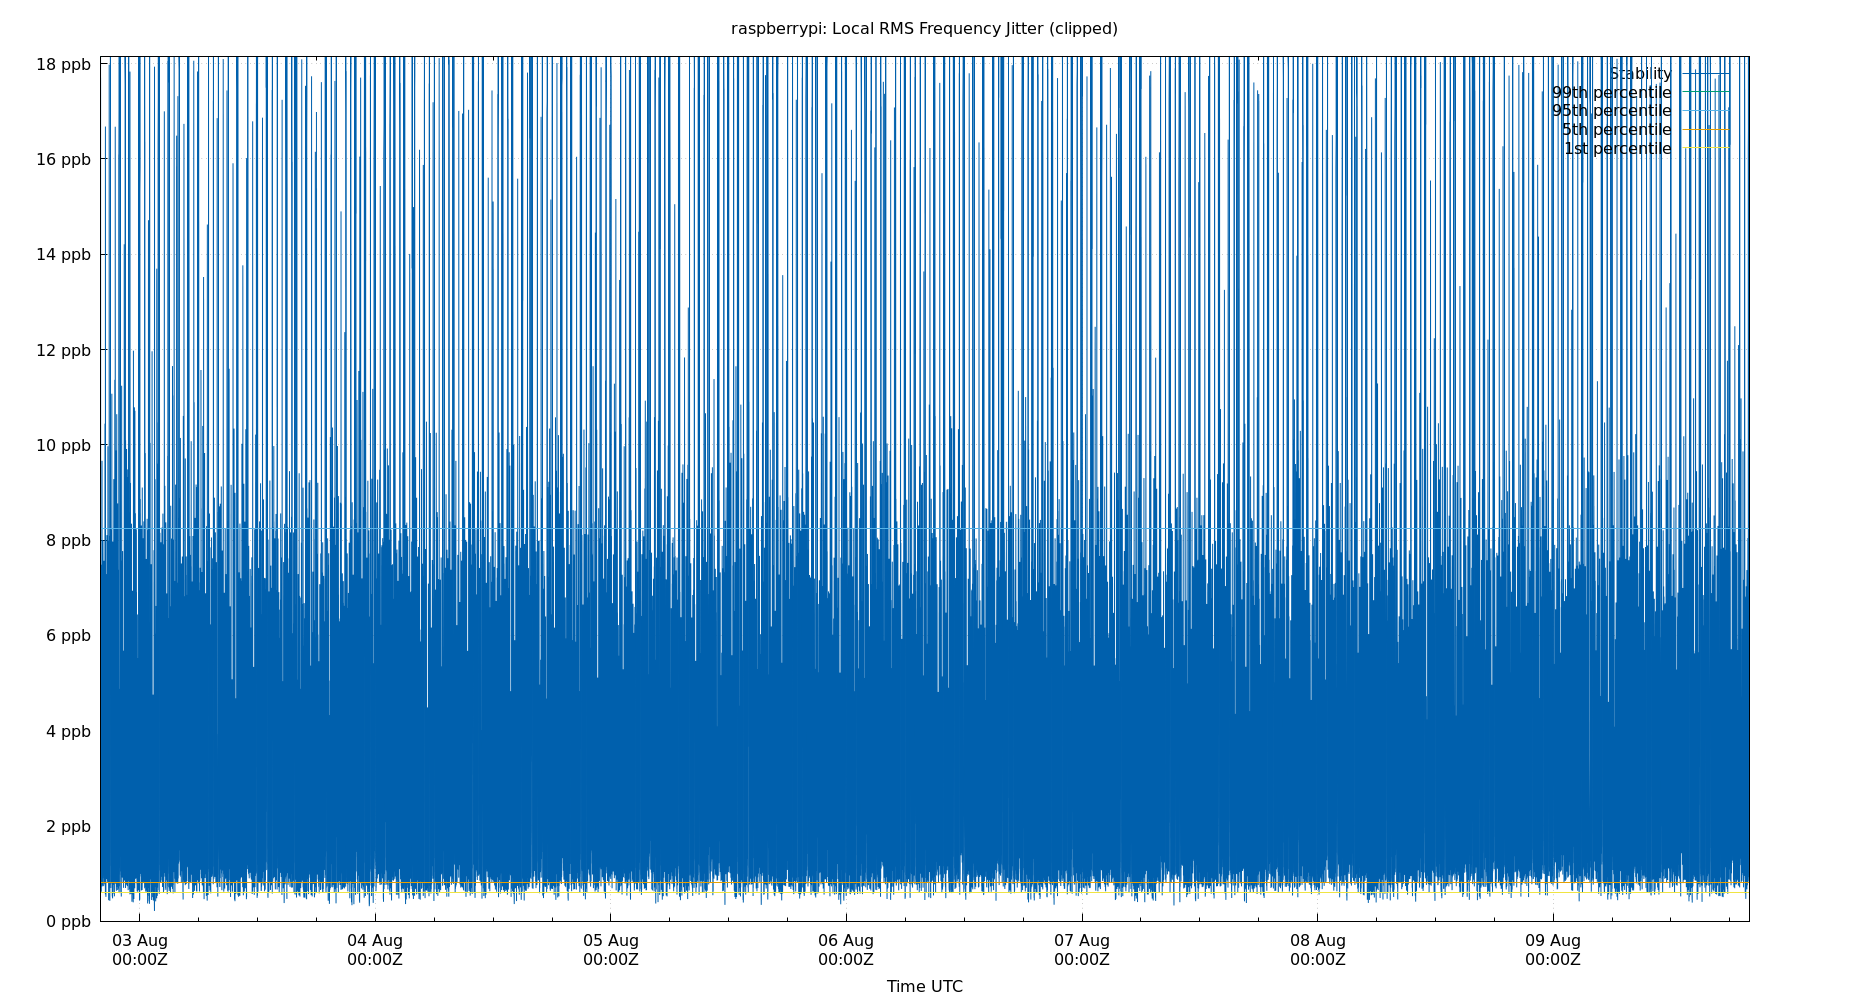 raspberrypi: Local RMS Frequency Jitter (clipped)
18 ppb
16 ppb
14 ppb
12 ppb
10 ppb
8 ppb
6 ppb
4 ppb
2 ppb
0 ppb
Stability
99th percentile
95th percentile
5th percentile
1st percentile
03 Aug
00:00Z
04 Aug
00:00Z
05 Aug
00:00Z
06 Aug
00:00Z
07 Aug
00:00Z
08 Aug
00:00Z
09 Aug
00:00Z
Time UTC